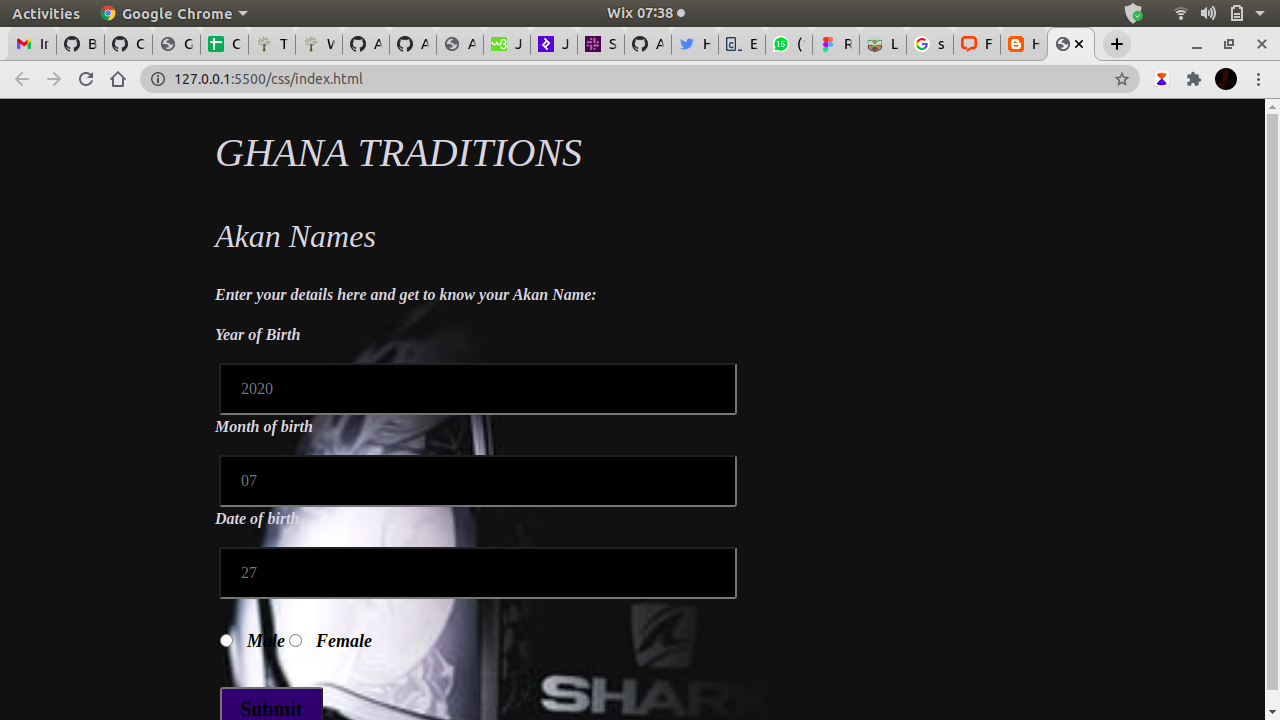 Activities Google Chrome Wix 07:38
Ir B C G C T W A A A J J S A H E ( R L s F H
127.0.0.1:5500/css/index.html
GHANA TRADITIONS
Akan Names
Enter your details here and get to know your Akan Name:
Year of Birth
2020
Month of birth
07
Date of birth
27
Male Female
SHARK
Submit